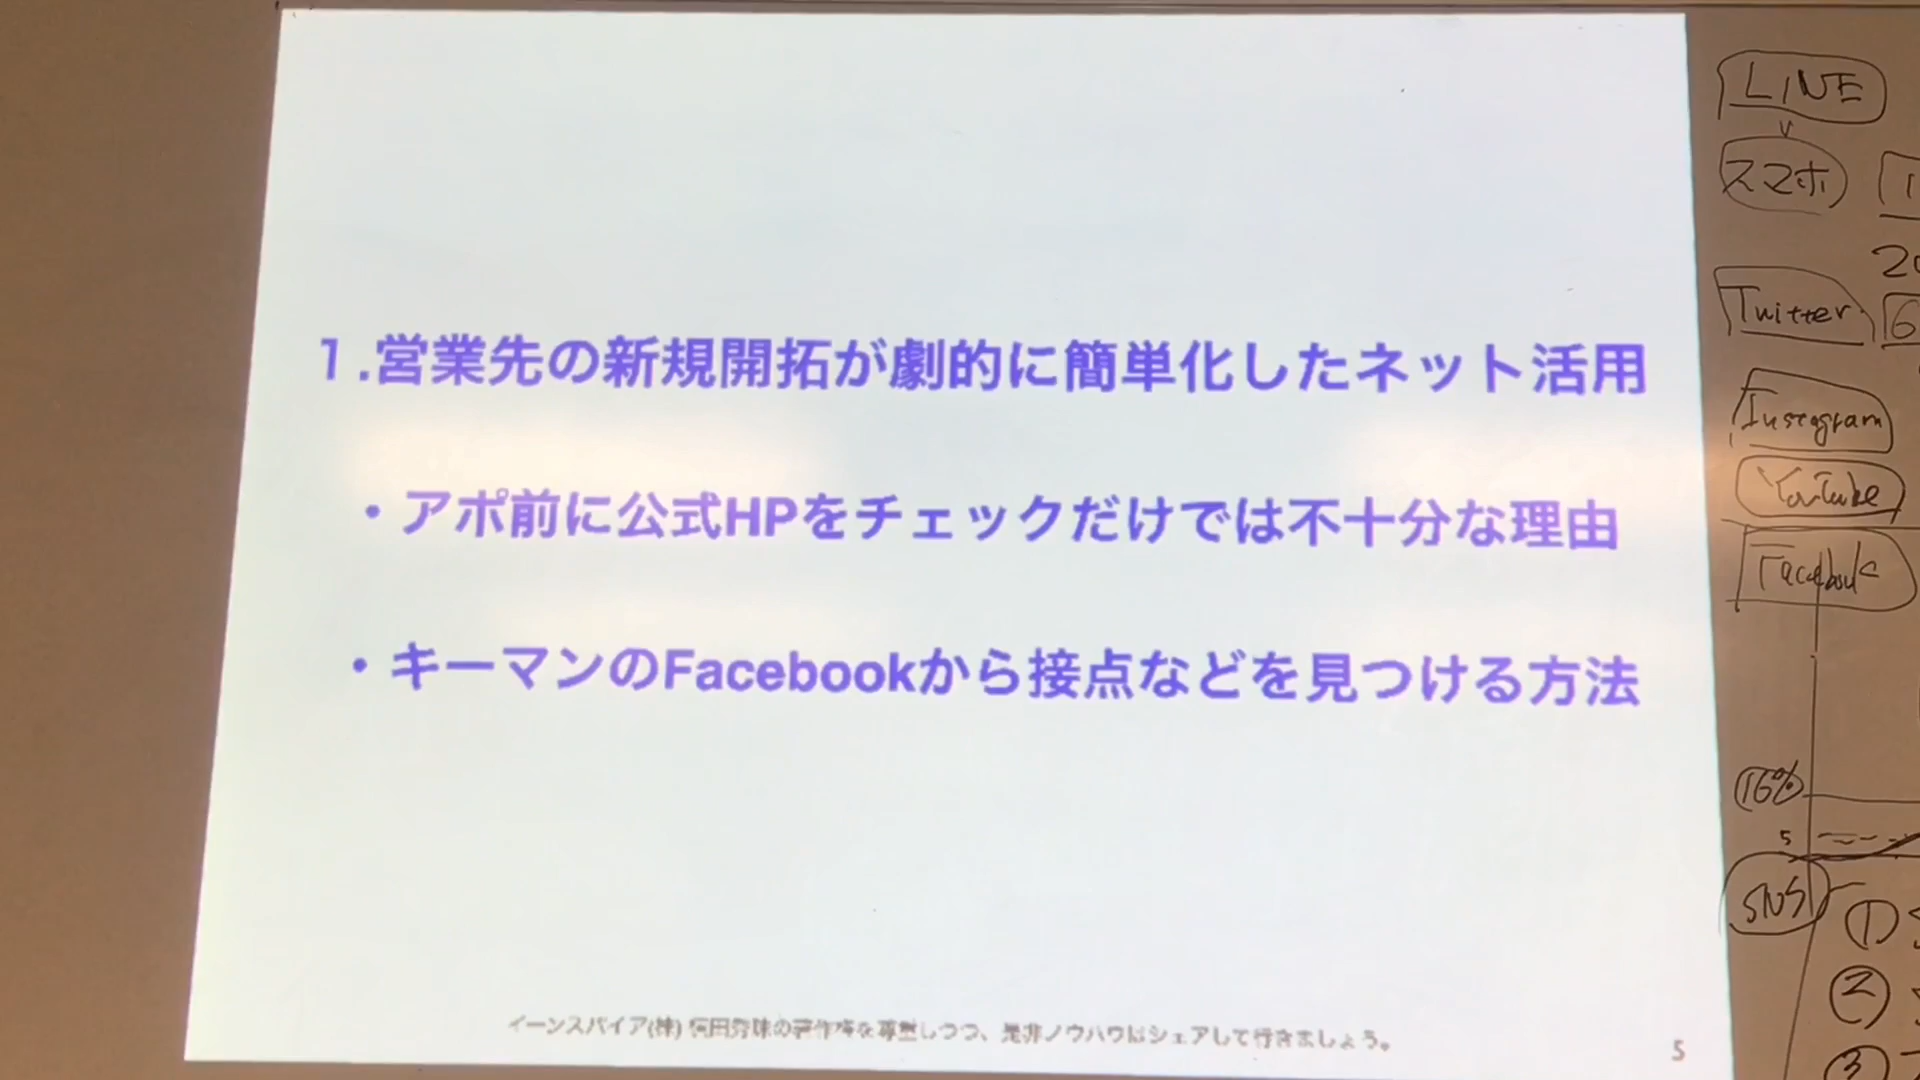 1.営業先の新規開拓が劇的に簡単化したネット活用
・アポ前に公式HPをチェックだけでは不十分な理由
・キーマンのFacebookから接点などを見つける方法
イーンスパイア(株) の著作権を尊重しつつ、是非ノウハウはシェアして行きましょう。
5
LINE
スマホ
Twitter
Instagram
YouTube
Facebook
16%
5
SNS
①
②
③